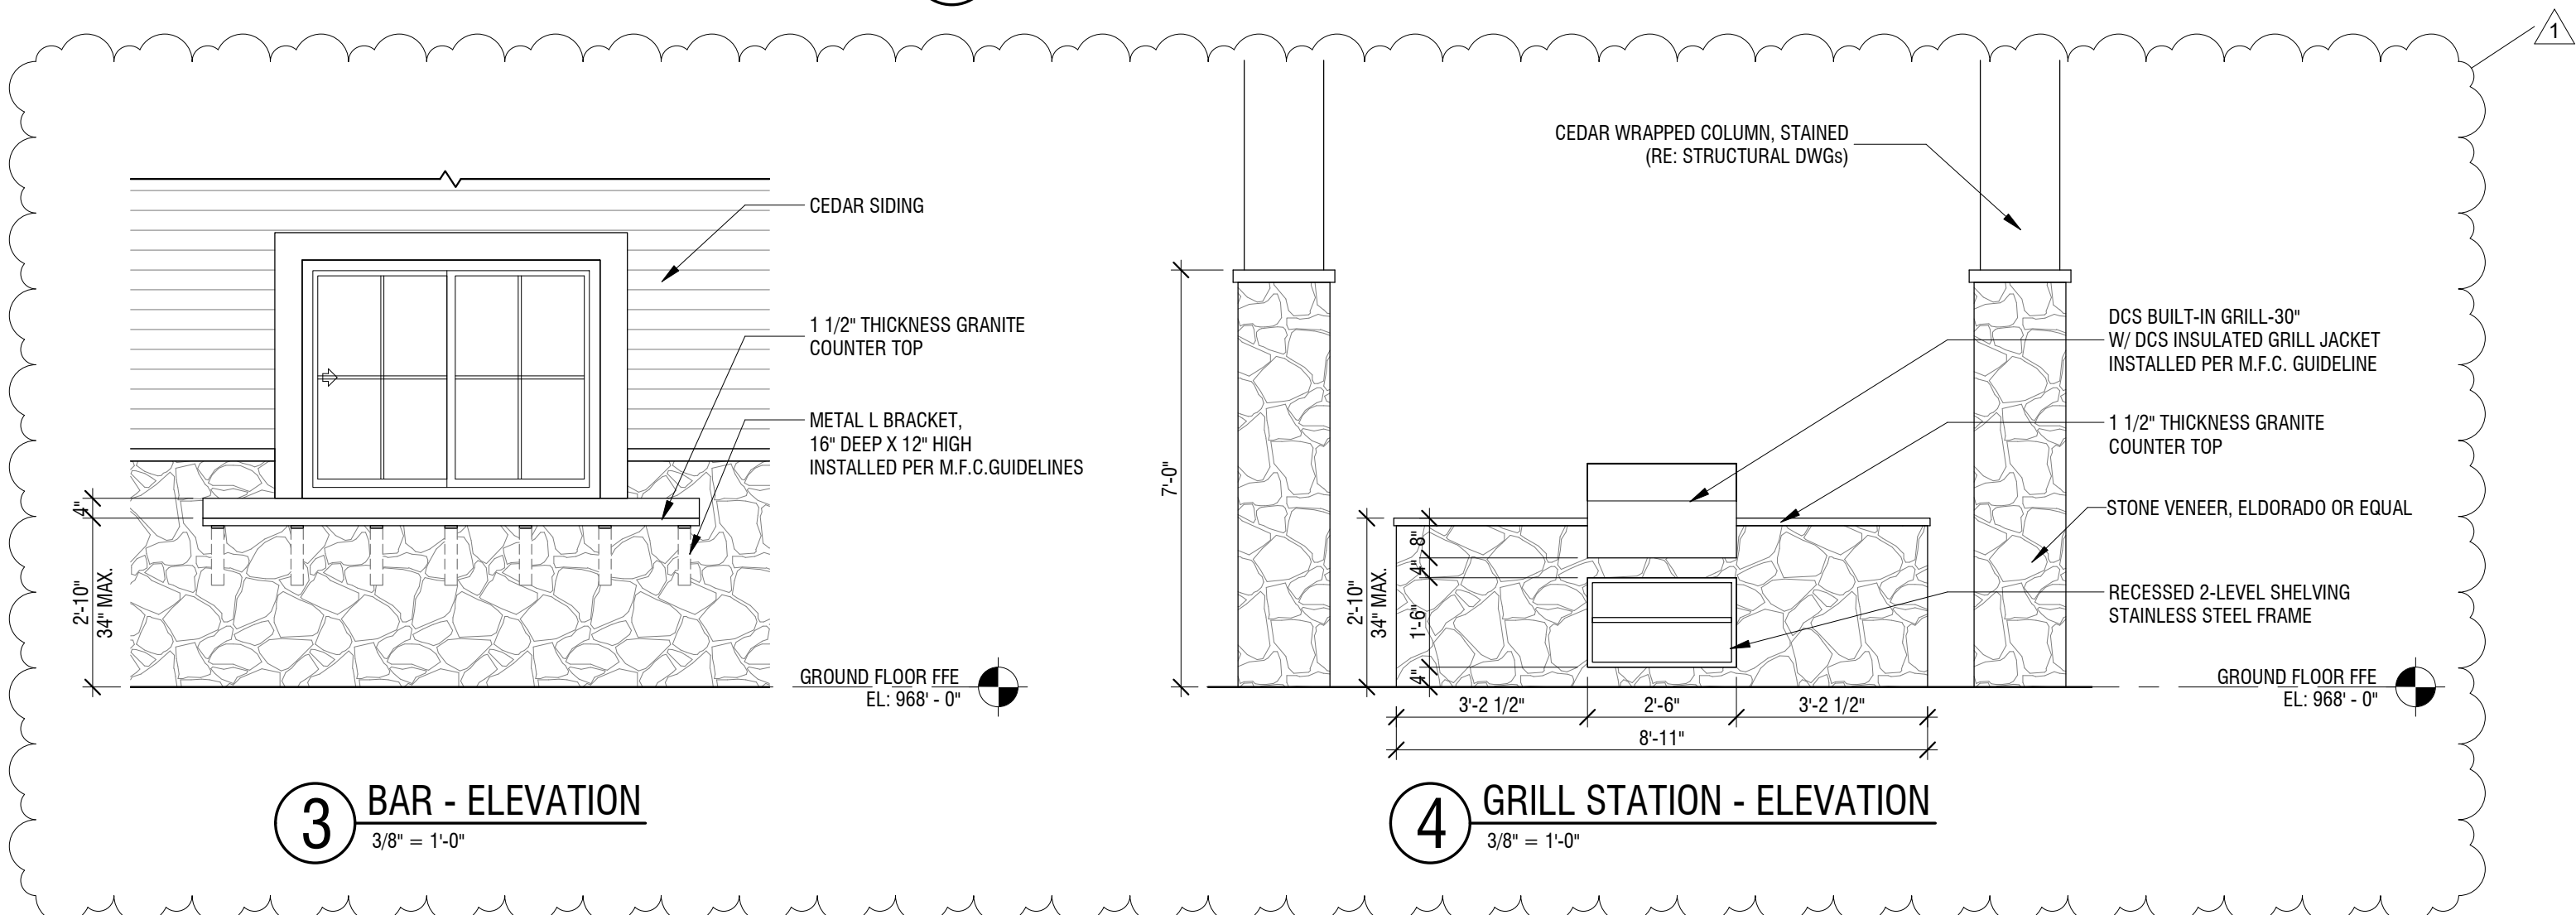 1
CEDAR SIDING
1 1/2" THICKNESS GRANITE
COUNTER TOP
METAL L BRACKET,
16" DEEP X 12" HIGH
INSTALLED PER M.F.C.GUIDELINES
4"
2'-10"
34" MAX.
GROUND FLOOR FFE
EL: 968' - 0"
3
BAR - ELEVATION
3/8" = 1'-0"
CEDAR WRAPPED COLUMN, STAINED
(RE: STRUCTURAL DWGs)
DCS BUILT-IN GRILL-30"
W/ DCS INSULATED GRILL JACKET
INSTALLED PER M.F.C. GUIDELINE
1 1/2" THICKNESS GRANITE
COUNTER TOP
STONE VENEER, ELDORADO OR EQUAL
RECESSED 2-LEVEL SHELVING
STAINLESS STEEL FRAME
7'-0"
2'-10"
34" MAX.
8"
4"
1'-6"
4"
3'-2 1/2"
2'-6"
3'-2 1/2"
8'-11"
GROUND FLOOR FFE
EL: 968' - 0"
4
GRILL STATION - ELEVATION
3/8" = 1'-0"